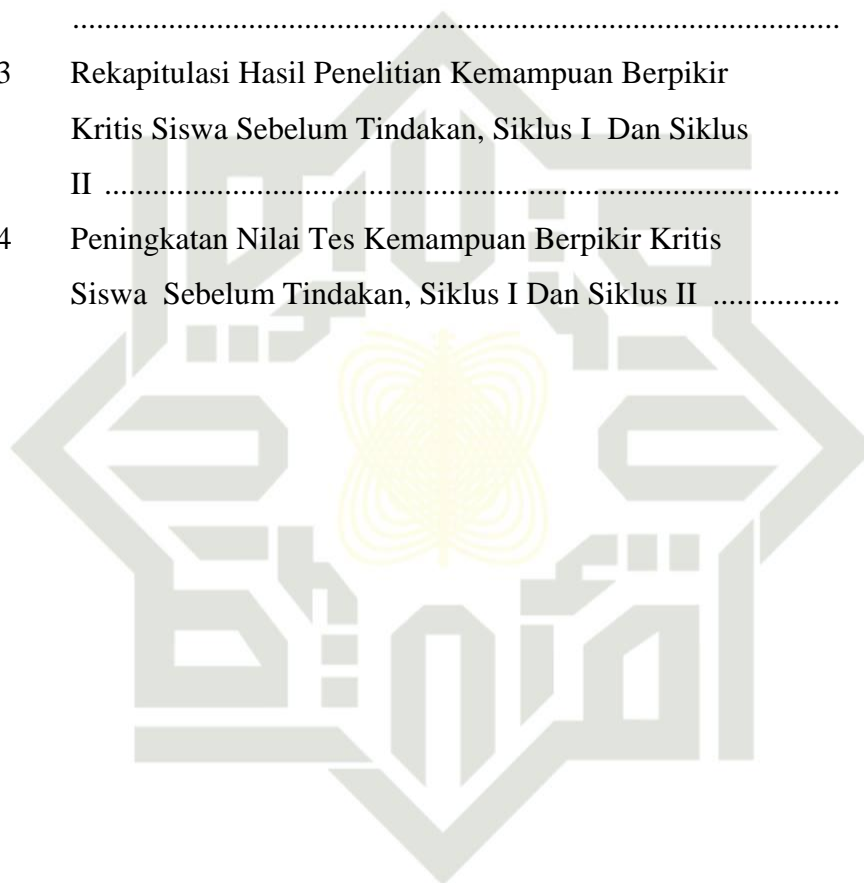 ................................................................................................
3 Rekapitulasi Hasil Penelitian Kemampuan Berpikir
Kritis Siswa Sebelum Tindakan, Siklus I  Dan Siklus
II ............................................................................................
4 Peningkatan Nilai Tes Kemampuan Berpikir Kritis
Siswa  Sebelum Tindakan, Siklus I Dan Siklus II ................